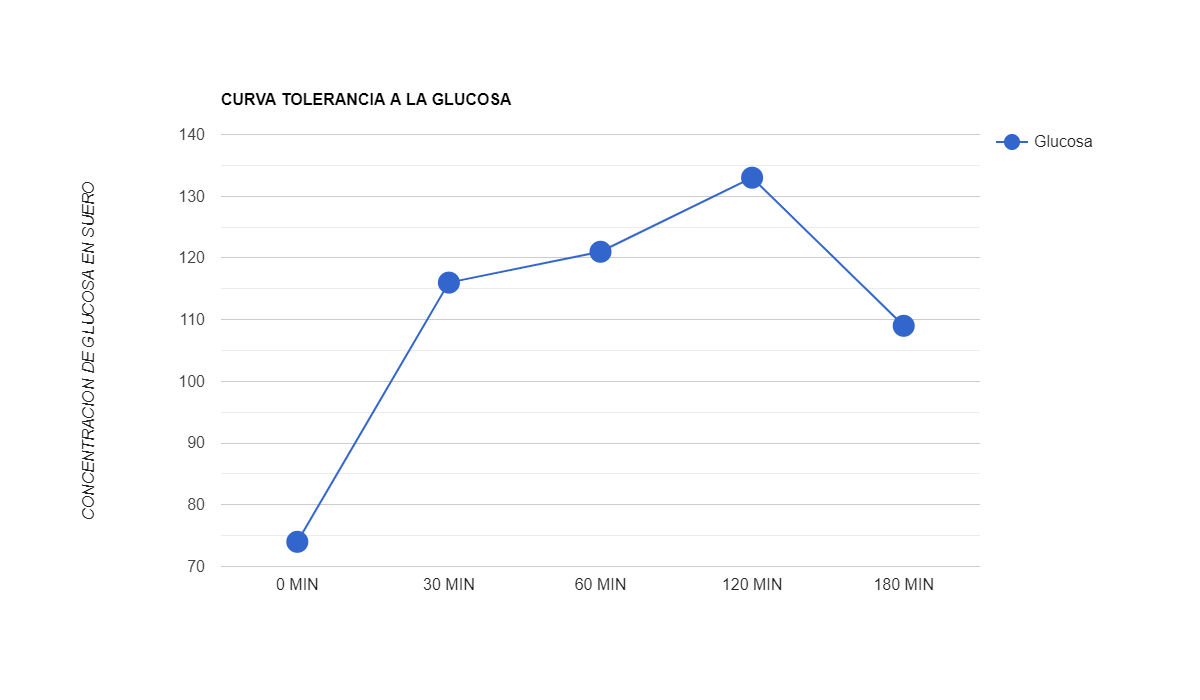 CURVA TOLERANCIA A LA GLUCOSA
Glucosa
CONCENTRACION DE GLUCOSA EN SUERO
140
130
120
110
100
90
80
70
0 MIN 30 MIN 60 MIN 120 MIN 180 MIN